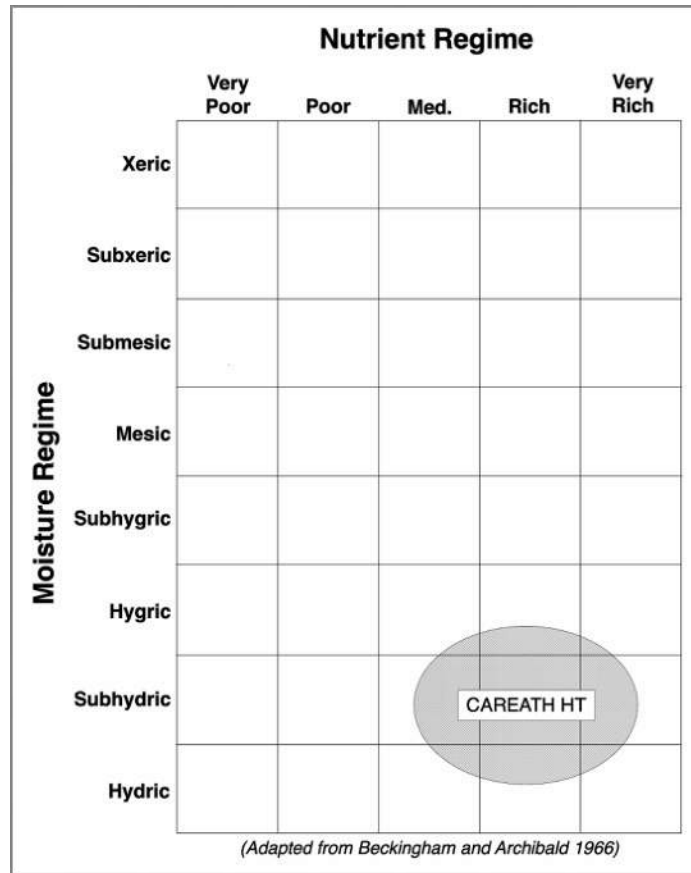 Nutrient Regime
Very Poor
Poor
Med.
Rich
Very Rich
Moisture Regime
Xeric
Subxeric
Submesic
Mesic
Subhygric
Hygric
Subhydric
CAREATH HT
Hydric
(Adapted from Beckingham and Archibald 1966)